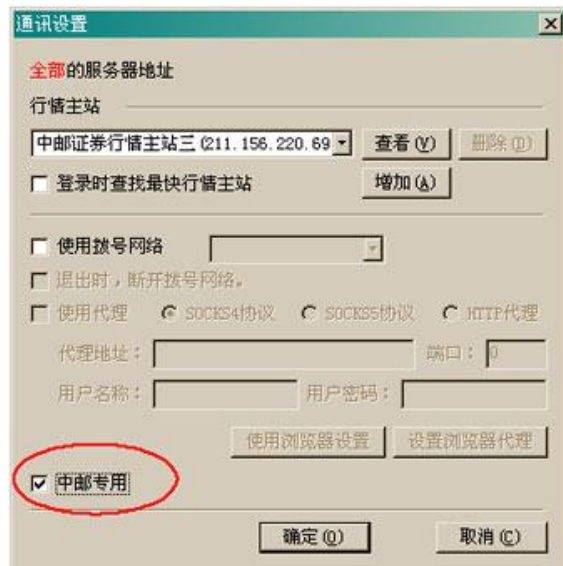 通讯设置
全部的服务器地址
行情主站
中邮证券行情主站三(211.156.220.69 查看(V) 删除(D)
登录时查找最快行情主站 增加(A)
使用拨号网络
退出时，断开拨号网络。
使用代理 SOCKS4协议 SOCKS5协议 HTTP代理
代理地址： 端口：0
用户名称： 用户密码：
使用浏览器设置 设置浏览器代理
中邮专用
确定(O) 取消(C)